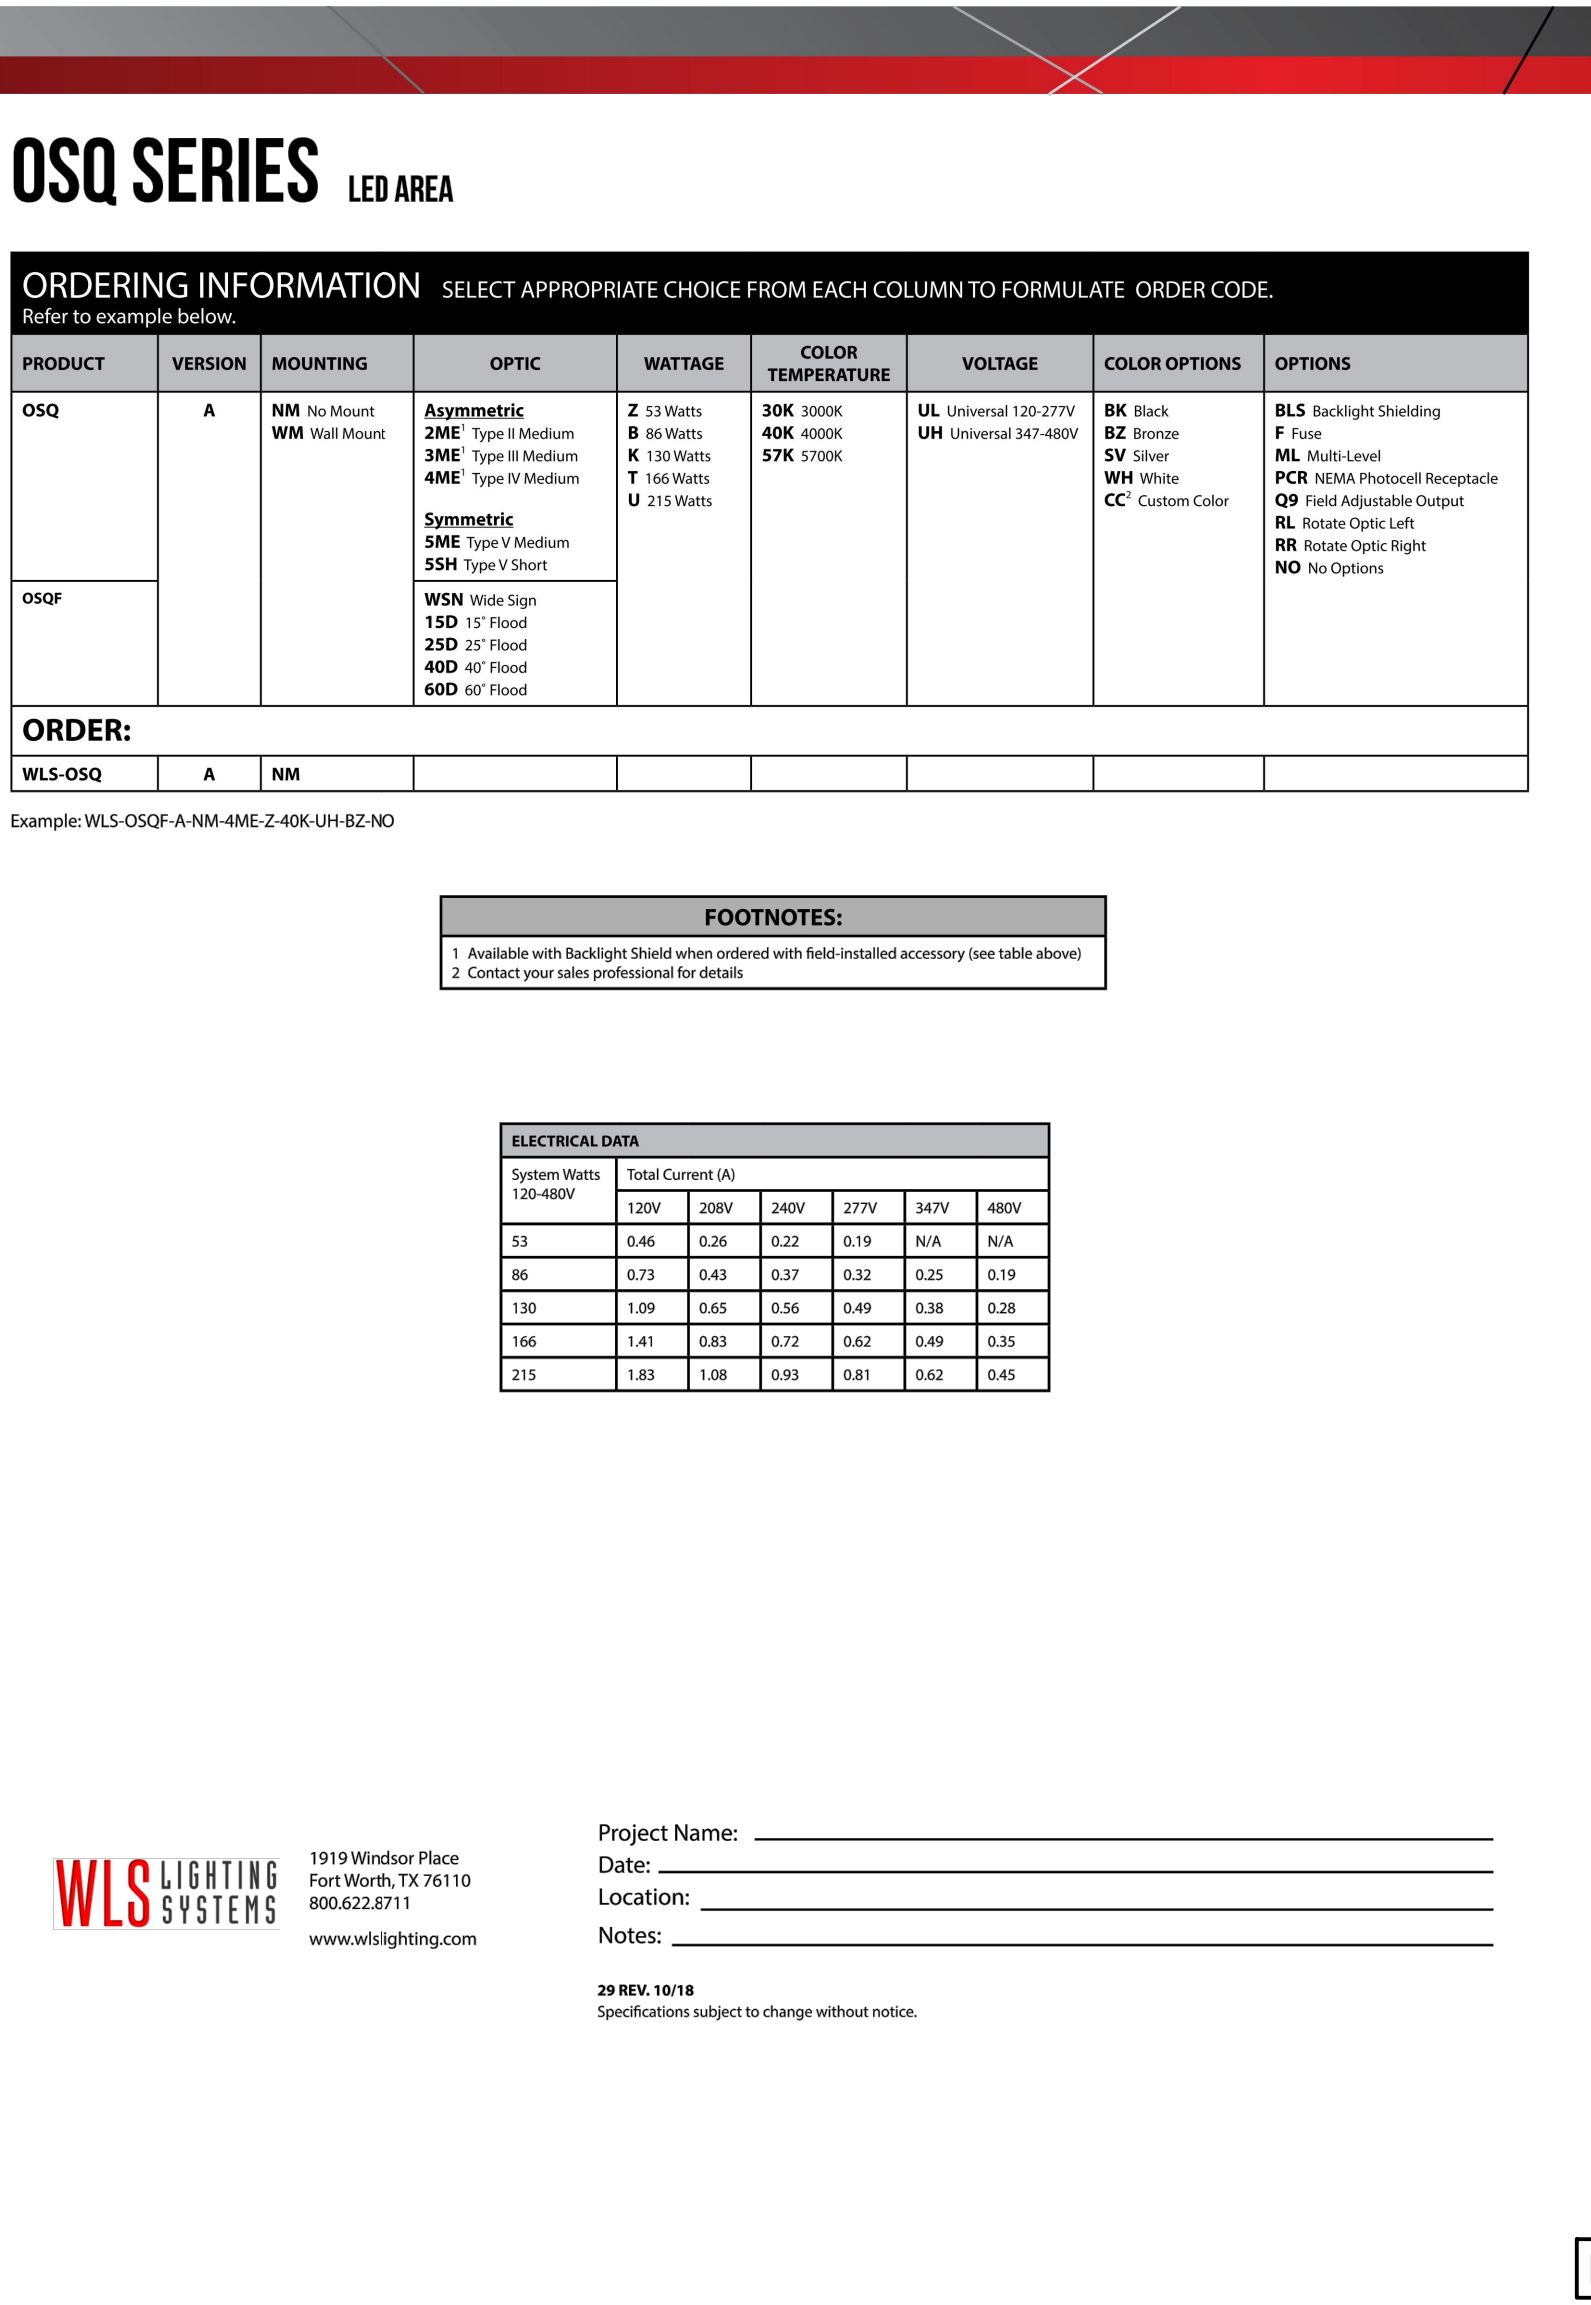 OSQ SERIES LED AREA
ORDERING INFORMATION SELECT APPROPRIATE CHOICE FROM EACH COLUMN TO FORMULATE ORDER CODE.
Refer to example below.
PRODUCT VERSION MOUNTING OPTIC WATTAGE COLOR TEMPERATURE VOLTAGE COLOR OPTIONS OPTIONS
OSQ A NM No Mount Asymmetric Z 53 Watts 30K 3000K UL Universal 120-277V BK Black BLS Backlight Shielding
WM Wall Mount 2ME¹ Type II Medium B 86 Watts 40K 4000K UH Universal 347-480V BZ Bronze F Fuse
3ME¹ Type III Medium K 130 Watts 57K 5700K SV Silver ML Multi-Level
4ME¹ Type IV Medium T 166 Watts WH White PCR NEMA Photocell Receptacle
U 215 Watts CC² Custom Color Q9 Field Adjustable Output
Symmetric RL Rotate Optic Left
5ME Type V Medium RR Rotate Optic Right
5SH Type V Short NO No Options
OSQF WSN Wide Sign
15D 15° Flood
25D 25° Flood
40D 40° Flood
60D 60° Flood
ORDER:
WLS-OSQ A NM
Example: WLS-OSQF-A-NM-4ME-Z-40K-UH-BZ-NO
FOOTNOTES:
1 Available with Backlight Shield when ordered with field-installed accessory (see table above)
2 Contact your sales professional for details
ELECTRICAL DATA
System Watts Total Current (A)
120-480V
120V 208V 240V 277V 347V 480V
53 0.46 0.26 0.22 0.19 N/A N/A
86 0.73 0.43 0.37 0.32 0.25 0.19
130 1.09 0.65 0.56 0.49 0.38 0.28
166 1.41 0.83 0.72 0.62 0.49 0.35
215 1.83 1.08 0.93 0.81 0.62 0.45
WLS LIGHTING SYSTEMS
1919 Windsor Place
Fort Worth, TX 76110
800.622.8711
www.wlslighting.com
Project Name:
Date:
Location:
Notes:
29 REV. 10/18
Specifications subject to change without notice.